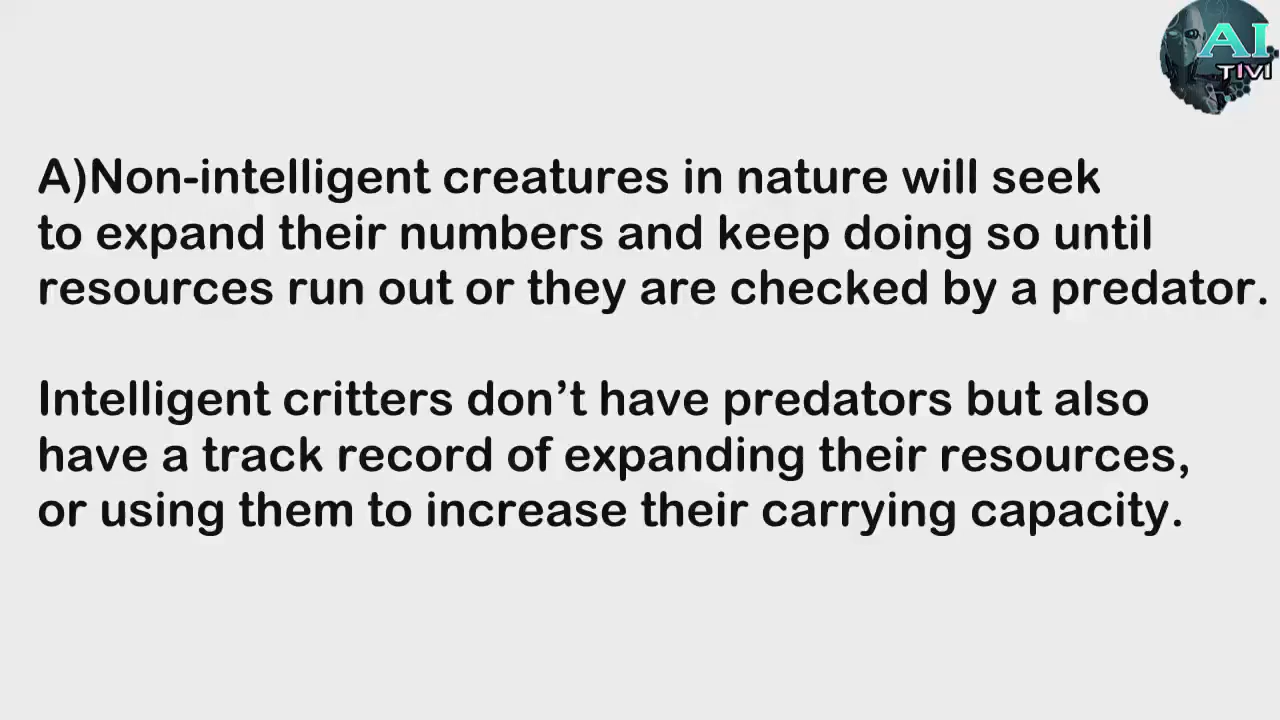 AI
TIVI
A)Non-intelligent creatures in nature will seek
to expand their numbers and keep doing so until
resources run out or they are checked by a predator.
Intelligent critters don’t have predators but also
have a track record of expanding their resources,
or using them to increase their carrying capacity.